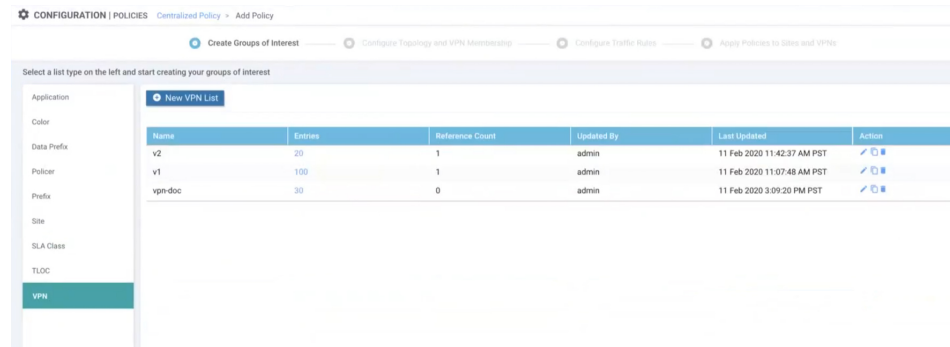 CONFIGURATION | POLICIES Centralized Policy > Add Policy
Create Groups of Interest Configure Topology and VPN Membership Configure Traffic Rules Apply Policies to Sites and VPNs
Select a list type on the left and start creating your groups of interest
Application
Color
Data Prefix
Policer
Prefix
Site
SLA Class
TLOC
VPN
New VPN List
Name Entries Reference Count Updated By Last Updated Action
v2 20 1 admin 11 Feb 2020 11:42:37 AM PST
v1 100 1 admin 11 Feb 2020 11:07:48 AM PST
vpn-doc 30 0 admin 11 Feb 2020 3:09:20 PM PST